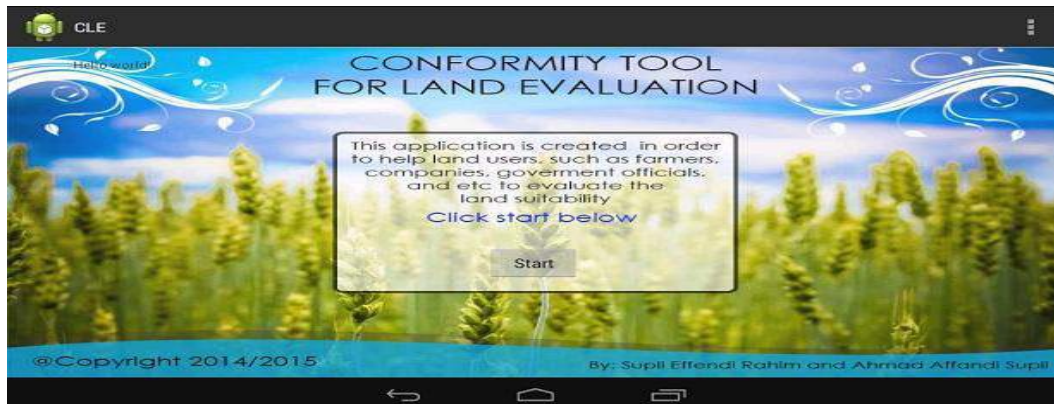 CLE
Hello world!
CONFORMITY TOOL
FOR LAND EVALUATION
This application is created in order
to help land users, such as farmers,
companies, goverment officials,
and etc to evaluate the
land suitability
Click start below
Start
@Copyright 2014/2015
By: Supli Effendi Rahim and Ahmad Affandi Supli